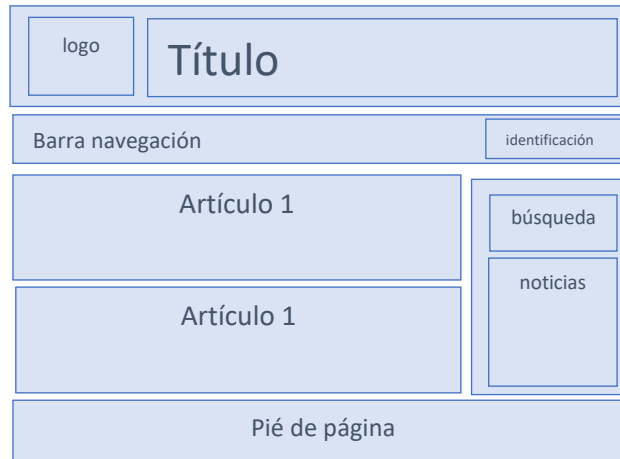 logo
Título
Barra navegación
identificación
Artículo 1
búsqueda
noticias
Artículo 1
Pié de página